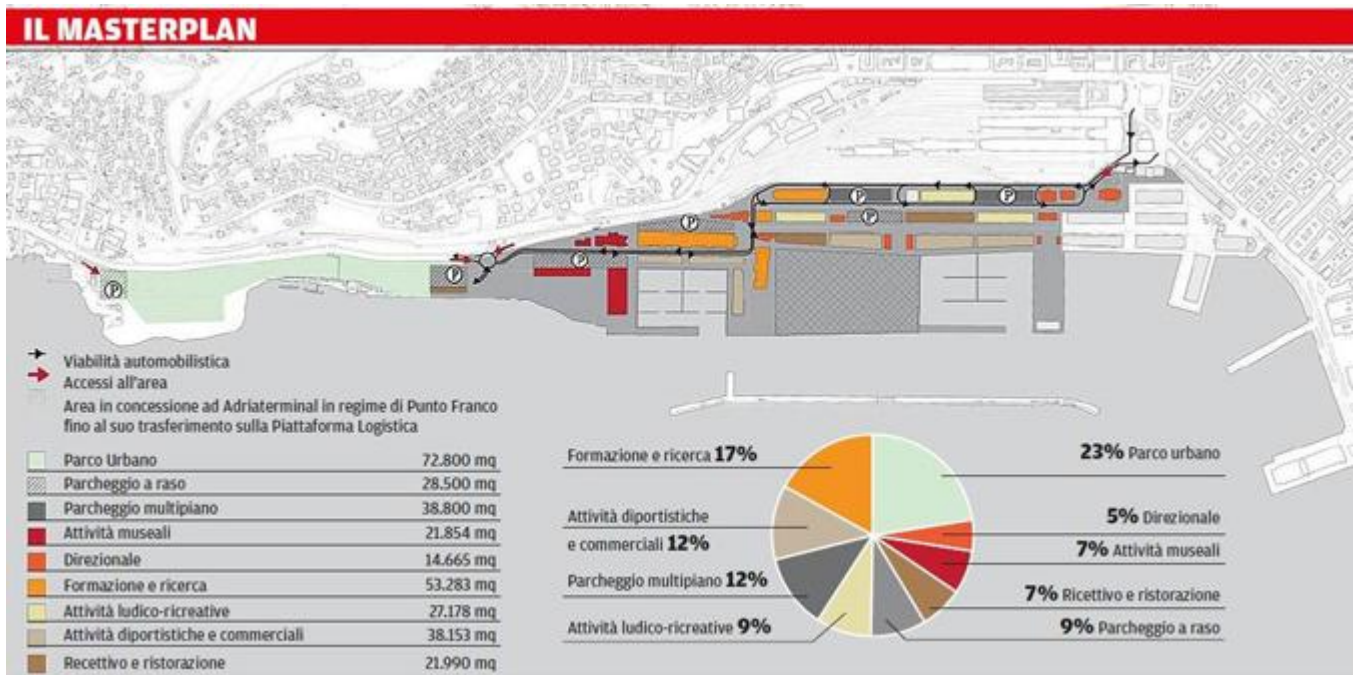 IL MASTERPLAN
P
P
P
P
P
P
P
Viabilità automobilistica
Accessi all'area
Area in concessione ad Adriaterminal in regime di Punto Franco
fino al suo trasferimento sulla Piattaforma Logistica
Parco Urbano 72.800 mq
Parcheggio a raso 28.500 mq
Parcheggio multipiano 38.800 mq
Attività museali 21.854 mq
Direzionale 14.665 mq
Formazione e ricerca 53.283 mq
Attività ludico-ricreative 27.178 mq
Attività diportistiche e commerciali 38.153 mq
Recettivo e ristorazione 21.990 mq
Formazione e ricerca 17%
Attività diportistiche
e commerciali 12%
Parcheggio multipiano 12%
Attività ludico-ricreative 9%
23% Parco urbano
5% Direzionale
7% Attività museali
7% Ricettivo e ristorazione
9% Parcheggio a raso